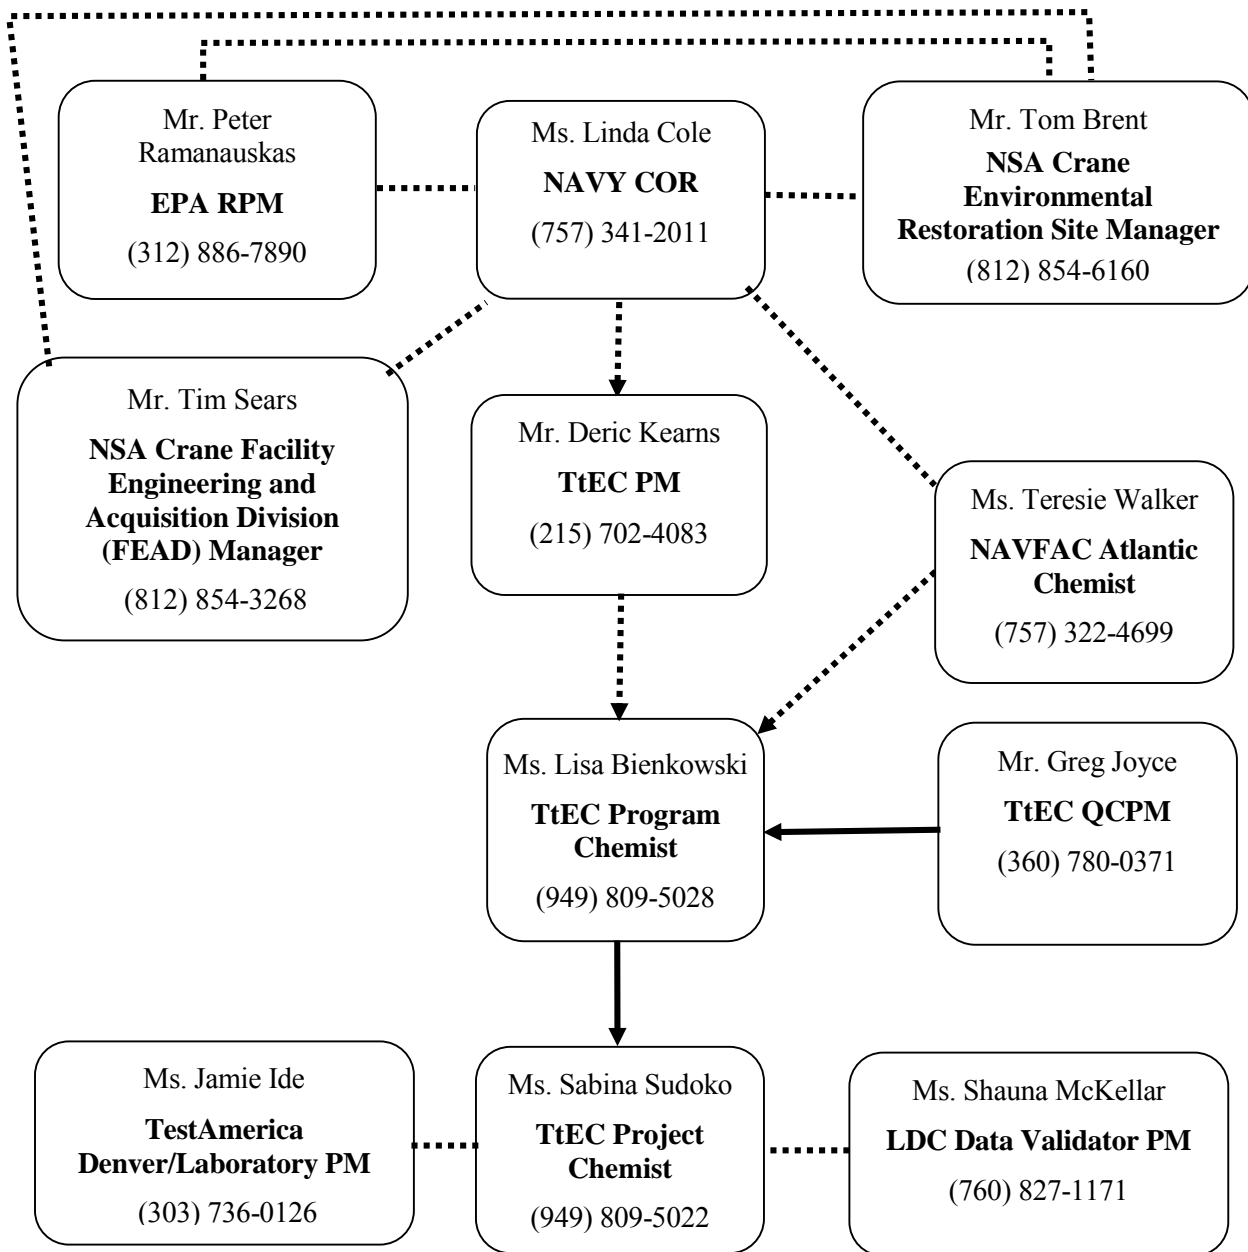 Mr. Peter
Ramanauskas
EPA RPM
(312) 886-7890
Ms. Linda Cole
NAVY COR
(757) 341-2011
Mr. Tom Brent
NSA Crane
Environmental
Restoration Site Manager
(812) 854-6160
Mr. Tim Sears
NSA Crane Facility
Engineering and
Acquisition Division
(FEAD) Manager
(812) 854-3268
Mr. Deric Kearns
TtEC PM
(215) 702-4083
Ms. Teresie Walker
NAVFAC Atlantic
Chemist
(757) 322-4699
Ms. Lisa Bienkowski
TtEC Program
Chemist
(949) 809-5028
Mr. Greg Joyce
TtEC QCPM
(360) 780-0371
Ms. Jamie Ide
TestAmerica
Denver/Laboratory PM
(303) 736-0126
Ms. Sabina Sudoko
TtEC Project
Chemist
(949) 809-5022
Ms. Shauna McKellar
LDC Data Validator PM
(760) 827-1171